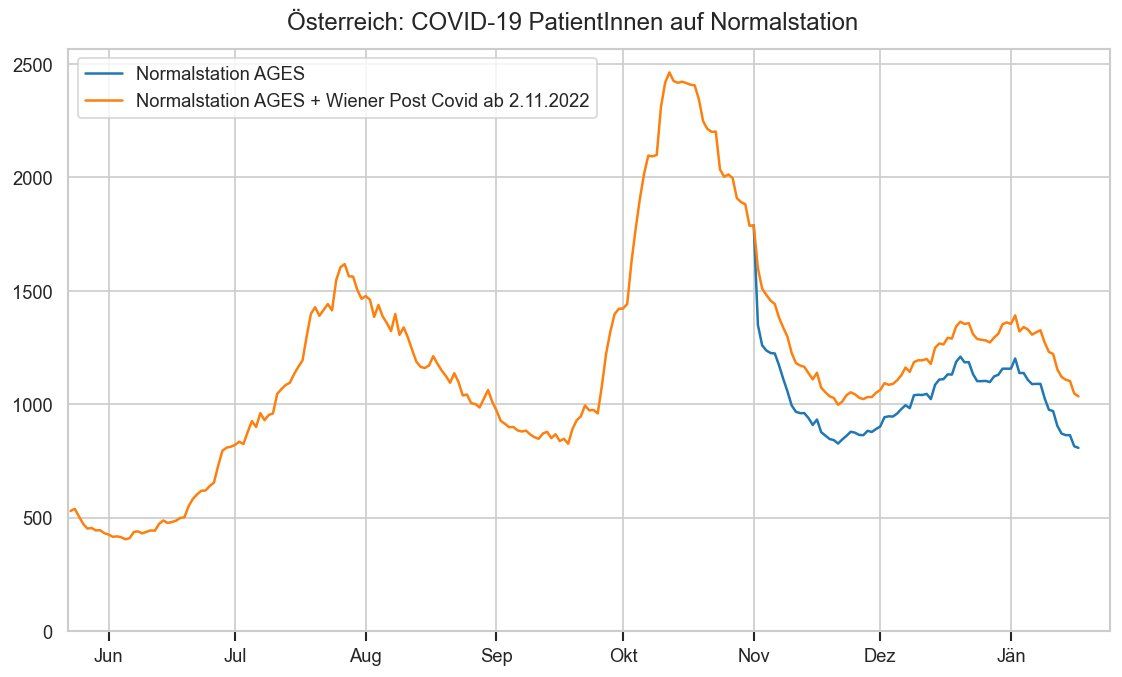 Österreich: COVID-19 PatientInnen auf Normalstation
Normalstation AGES
Normalstation AGES + Wiener Post Covid ab 2.11.2022
2500
2000
1500
1000
500
0
Jun Jul Aug Sep Okt Nov Dez Jän